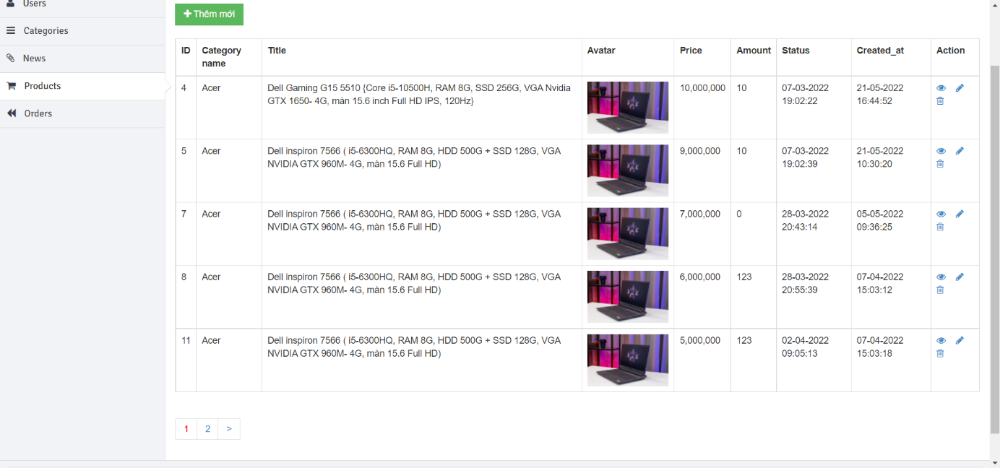 Users
Categories
News
Products
Orders
Thêm mới
ID Category name Title Avatar Price Amount Status Created_at Action
4 Acer Dell Gaming G15 5510 {Core i5-10500H, RAM 8G, SSD 256G, VGA Nvidia 10,000,000 10 07-03-2022 21-05-2022
GTX 1650- 4G, màn 15.6 inch Full HD IPS, 120Hz} 19:02:22 16:44:52
5 Acer Dell inspiron 7566 ( i5-6300HQ, RAM 8G, HDD 500G + SSD 128G, VGA 9,000,000 10 07-03-2022 21-05-2022
NVIDIA GTX 960M- 4G, màn 15.6 Full HD) 19:02:39 10:30:20
7 Acer Dell inspiron 7566 ( i5-6300HQ, RAM 8G, HDD 500G + SSD 128G, VGA 7,000,000 0 28-03-2022 05-05-2022
NVIDIA GTX 960M- 4G, màn 15.6 Full HD) 20:43:14 09:36:25
8 Acer Dell inspiron 7566 ( i5-6300HQ, RAM 8G, HDD 500G + SSD 128G, VGA 6,000,000 123 28-03-2022 07-04-2022
NVIDIA GTX 960M- 4G, màn 15.6 Full HD) 20:55:39 15:03:12
11 Acer Dell inspiron 7566 ( i5-6300HQ, RAM 8G, HDD 500G + SSD 128G, VGA 5,000,000 123 02-04-2022 07-04-2022
NVIDIA GTX 960M- 4G, màn 15.6 Full HD) 09:05:13 15:03:18
1 2 >